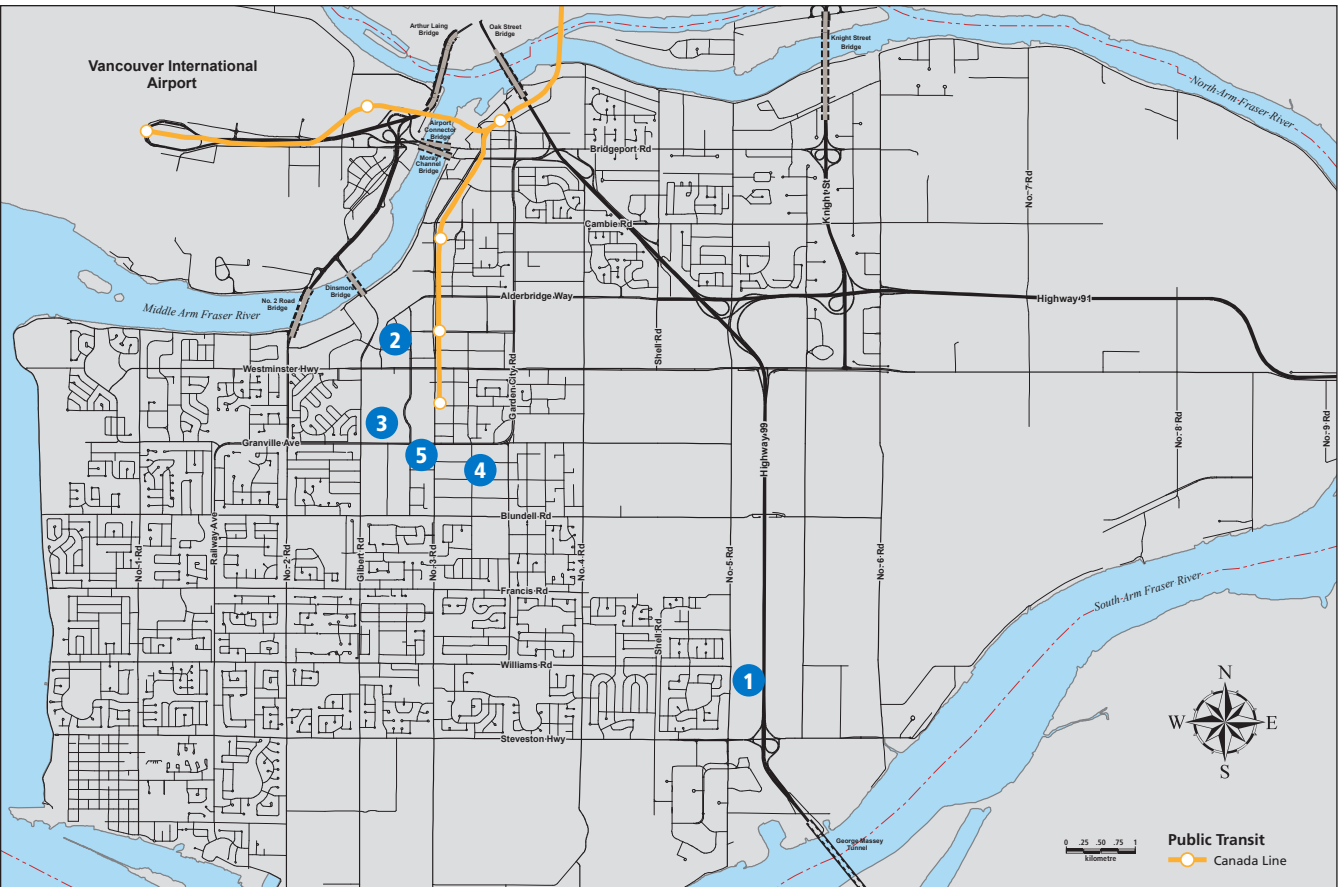 Arthur Laing
Bridge
Oak Street
Bridge
Knight Street
Bridge
Vancouver International
Airport
North Arm Fraser River
Airport
Connector
Bridge
Moray
Channel
Bridge
Bridgeport Rd
No. 7 Rd
Knight St
Cambie Rd
No. 2 Road
Bridge
Dinsmore
Bridge
Middle Arm Fraser River
Alderbridge Way
Highway 91
2
Shell Rd
Westminster Hwy
Garden City Rd
3
No. 8 Rd
No. 9 Rd
Granville Ave
Highway 99
5
4
Blundell Rd
No. 1 Rd
Railway Ave
No. 2 Rd
Gilbert Rd
No. 3 Rd
No. 4 Rd
No. 5 Rd
No. 6 Rd
Francis Rd
South Arm Fraser River
Shell Rd
Williams Rd
1
N
W
E
S
Steveston Hwy
George Massey
Tunnel
0 .25 .50 .75 1
kilometre
Public Transit
Canada Line